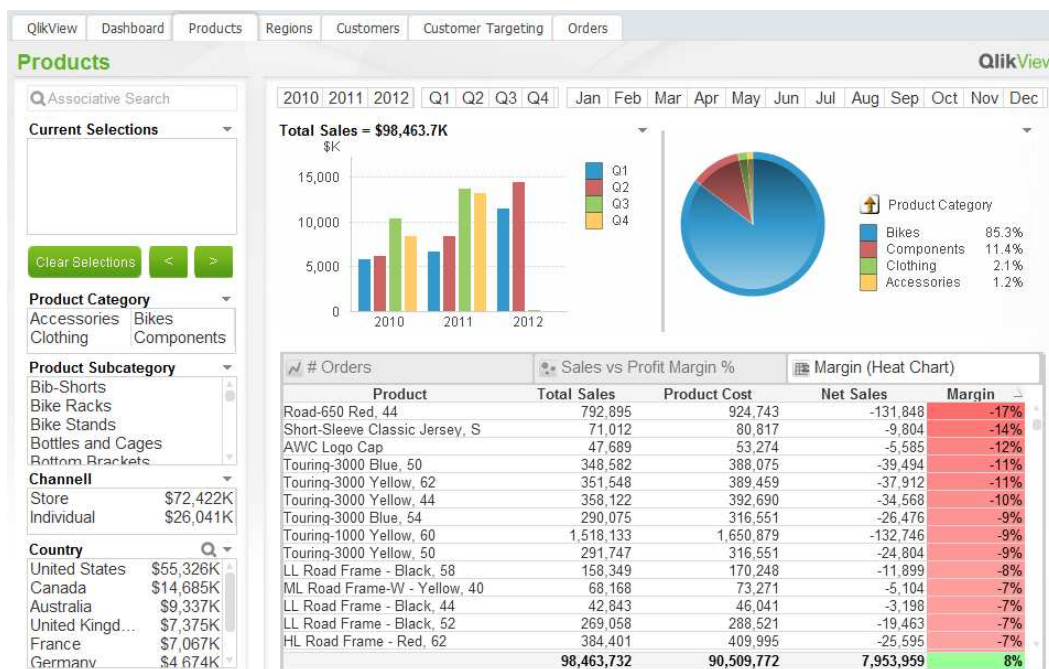 QlikView Dashboard Products Regions Customers Customer Targeting Orders
Products
QlikView
Associative Search
Current Selections
Clear Selections < >
Product Category
Accessories Bikes
Clothing Components
Product Subcategory
Bib-Shorts
Bike Racks
Bike Stands
Bottles and Cages
Bottom Brackets
Channell
Store $72,422K
Individual $26,041K
Country
United States $55,326K
Canada $14,685K
Australia $9,337K
United Kingd... $7,375K
France $7,067K
Germany $4,674K
2010 2011 2012 Q1 Q2 Q3 Q4 Jan Feb Mar Apr May Jun Jul Aug Sep Oct Nov Dec
Total Sales = $98,463.7K
$K
15,000
10,000
5,000
0
2010 2011 2012
Q1
Q2
Q3
Q4
Product Category
Bikes 85.3%
Components 11.4%
Clothing 2.1%
Accessories 1.2%
# Orders Sales vs Profit Margin % Margin (Heat Chart)
Product Total Sales Product Cost Net Sales Margin
Road-650 Red, 44 792,895 924,743 -131,848 -17%
Short-Sleeve Classic Jersey, S 71,012 80,817 -9,804 -14%
AWC Logo Cap 47,689 53,274 -5,585 -12%
Touring-3000 Blue, 50 348,582 388,075 -39,494 -11%
Touring-3000 Yellow, 62 351,548 389,459 -37,912 -11%
Touring-3000 Yellow, 44 358,122 392,690 -34,568 -10%
Touring-3000 Blue, 54 290,075 316,551 -26,476 -9%
Touring-1000 Yellow, 60 1,518,133 1,650,879 -132,746 -9%
Touring-3000 Yellow, 50 291,747 316,551 -24,804 -9%
LL Road Frame - Black, 58 158,349 170,248 -11,899 -8%
ML Road Frame-W - Yellow, 40 68,168 73,271 -5,104 -7%
LL Road Frame - Black, 44 42,843 46,041 -3,198 -7%
LL Road Frame - Black, 52 269,058 288,521 -19,463 -7%
HL Road Frame - Red, 62 384,401 409,995 -25,595 -7%
98,463,732 90,509,772 7,953,959 8%